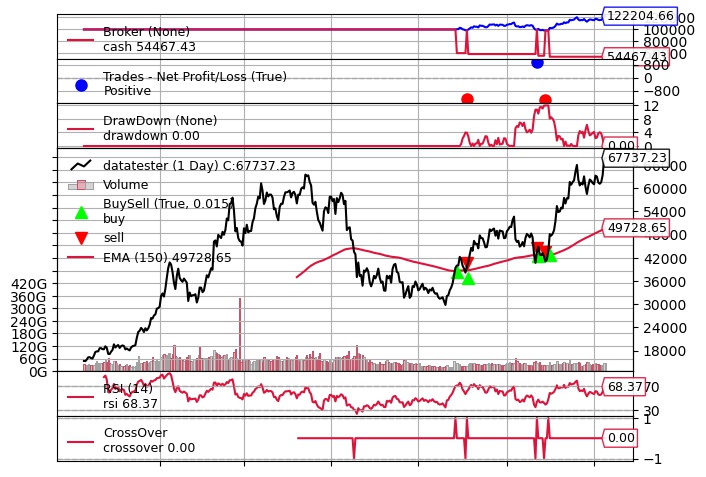 Broker (None)
cash 54467.43
122204.66
100000
80000
54467.43
Trades - Net Profit/Loss (True)
Positive
800
0
−800
DrawDown (None)
drawdown 0.00
12
8
4
0
0.00
datatester (1 Day) C:67737.23
Volume
BuySell (True, 0.015)
buy
sell
EMA (150) 49728.65
67737.23
60000
54000
49728.65
42000
36000
30000
24000
18000
420G
360G
300G
240G
180G
120G
60G
0G
RSI (14)
rsi 68.37
68.37
70
30
CrossOver
crossover 0.00
1
0.00
−1